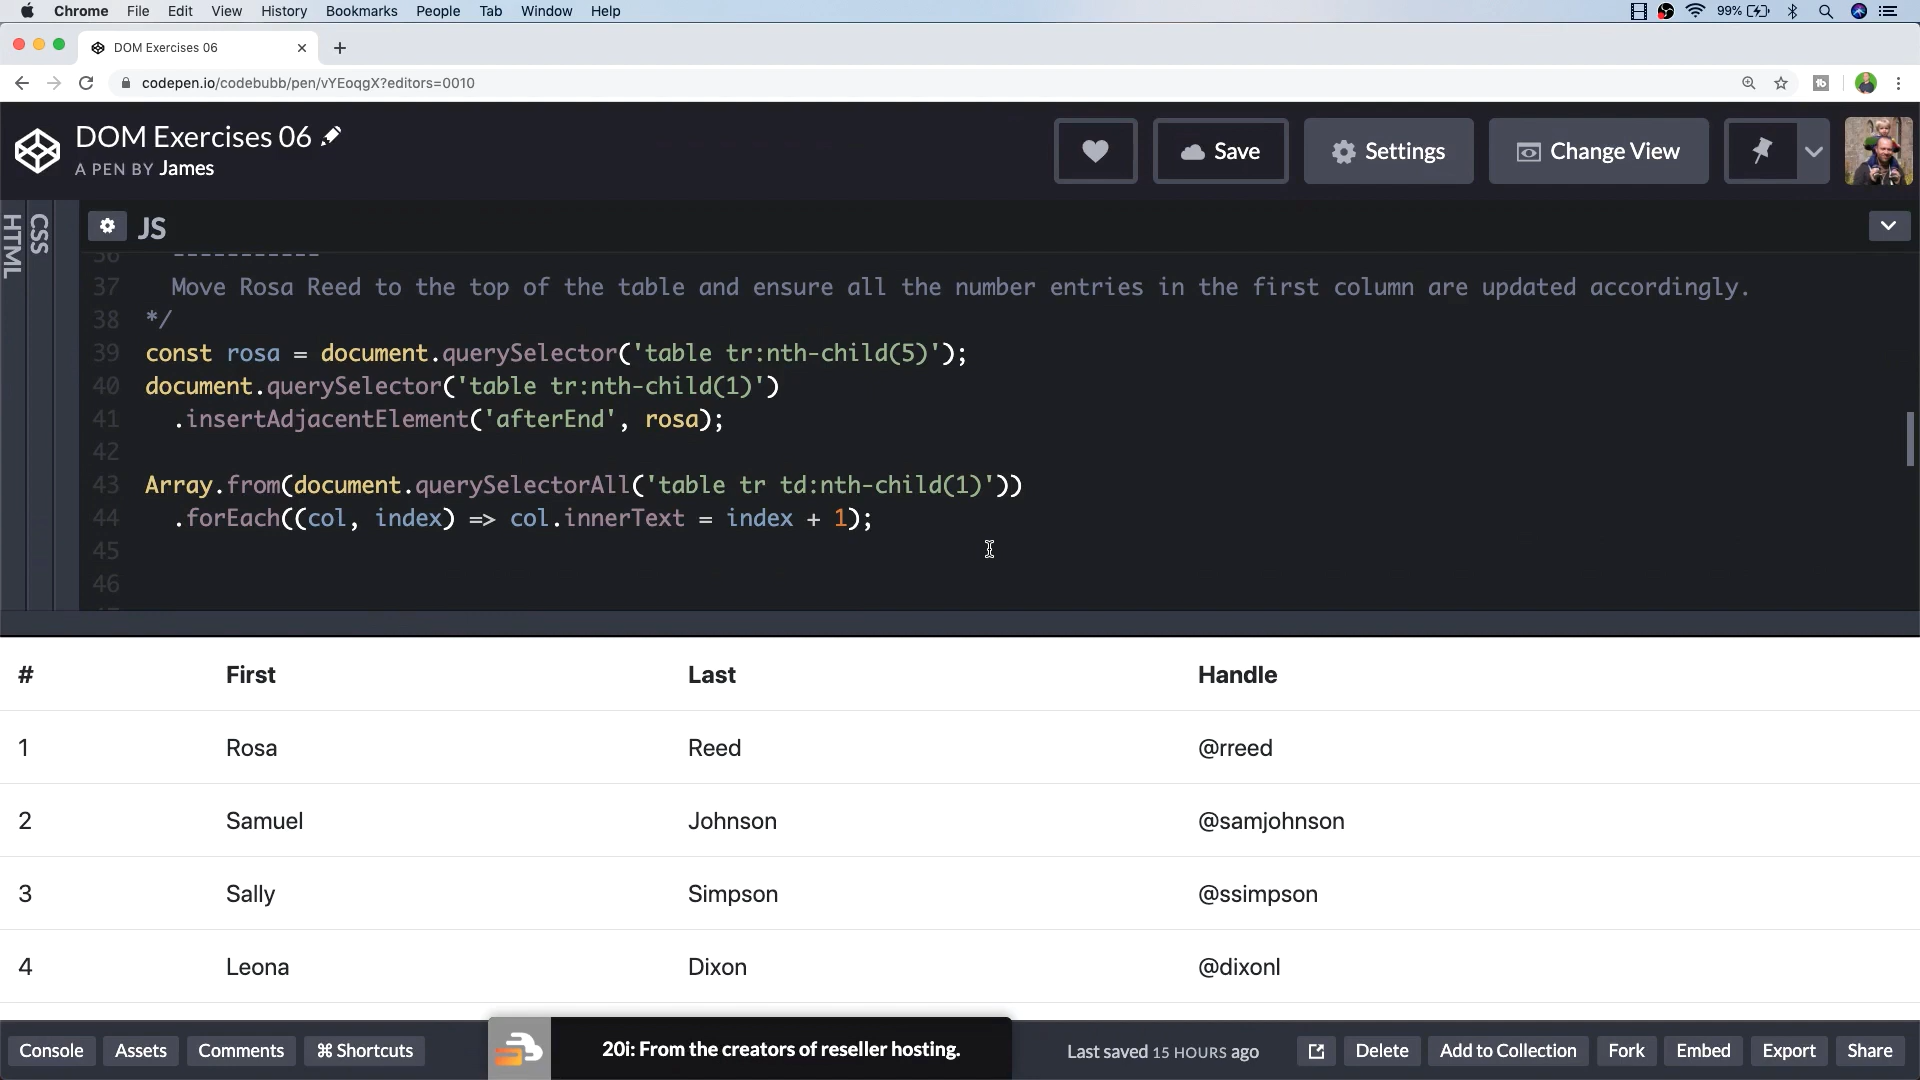 Chrome File Edit View History Bookmarks People Tab Window Help 99%
DOM Exercises 06
codepen.io/codebubb/pen/vYEoqgX?editors=0010
DOM Exercises 06
A PEN BY James
Save Settings Change View
HTML
CSS
JS
36 -----------
37 Move Rosa Reed to the top of the table and ensure all the number entries in the first column are updated accordingly.
38 */
39 const rosa = document.querySelector('table tr:nth-child(5)');
40 document.querySelector('table tr:nth-child(1)')
41 .insertAdjacentElement('afterEnd', rosa);
42
43 Array.from(document.querySelectorAll('table tr td:nth-child(1)'))
44 .forEach((col, index) => col.innerText = index + 1);
45
46
# First Last Handle
1 Rosa Reed @rreed
2 Samuel Johnson @samjohnson
3 Sally Simpson @ssimpson
4 Leona Dixon @dixonl
Console Assets Comments ⌘ Shortcuts 20i: From the creators of reseller hosting. Last saved 15 HOURS ago Delete Add to Collection Fork Embed Export Share